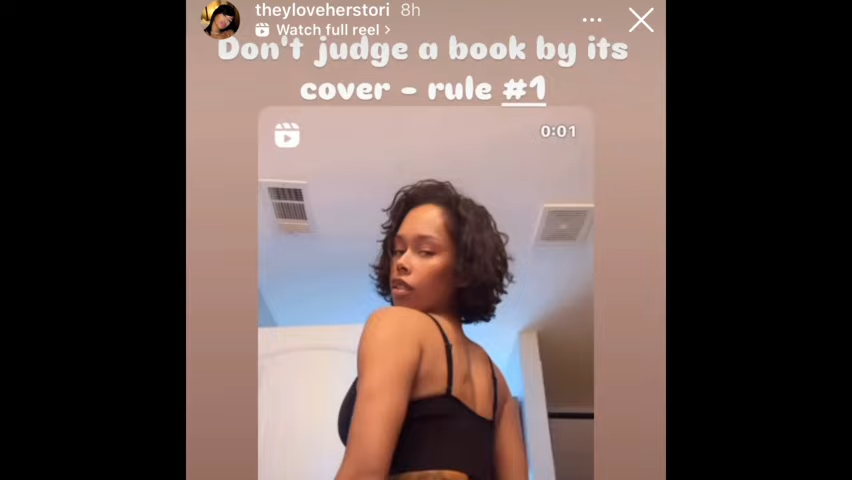 theyloveherstori 8h
Watch full reel >
Don't judge a book by its
cover - rule #1
0:01